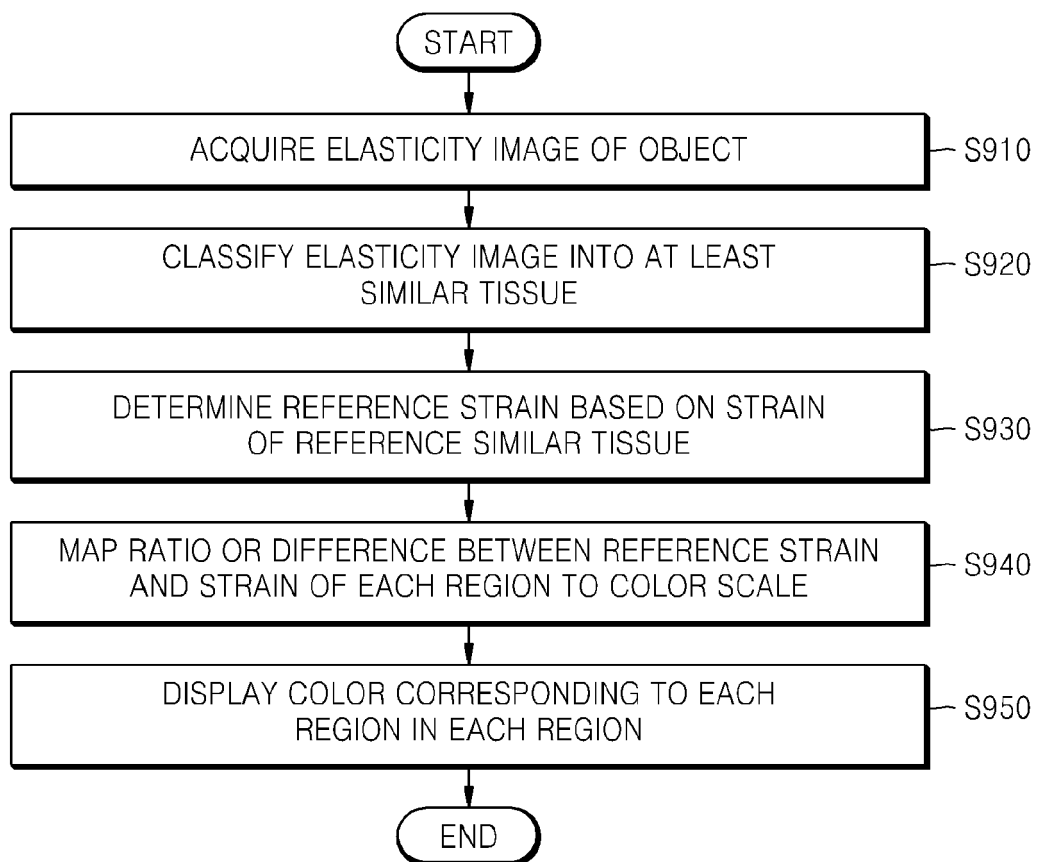 START
ACQUIRE ELASTICITY IMAGE OF OBJECT
S910
CLASSIFY ELASTICITY IMAGE INTO AT LEAST
SIMILAR TISSUE
S920
DETERMINE REFERENCE STRAIN BASED ON STRAIN
OF REFERENCE SIMILAR TISSUE
S930
MAP RATIO OR DIFFERENCE BETWEEN REFERENCE STRAIN
AND STRAIN OF EACH REGION TO COLOR SCALE
S940
DISPLAY COLOR CORRESPONDING TO EACH
REGION IN EACH REGION
S950
END